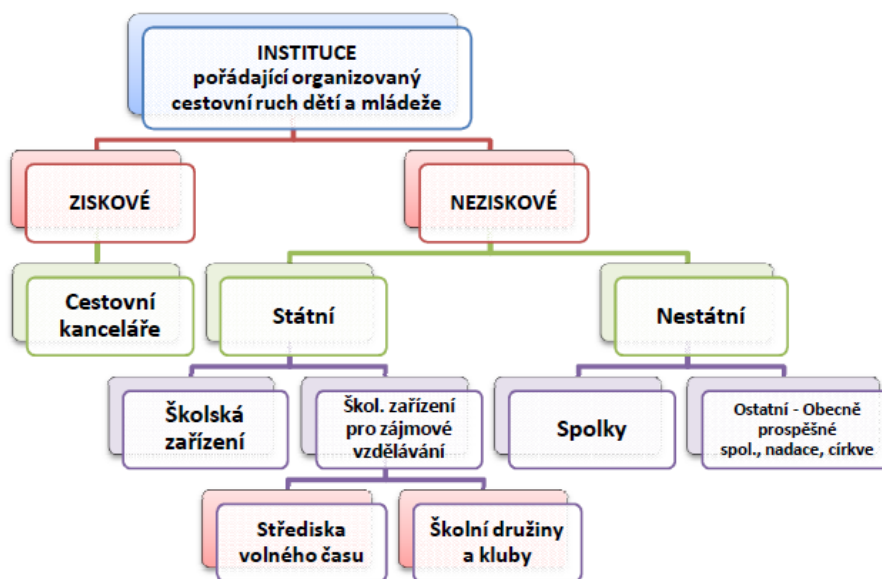 INSTITUCE
pořádající organizovaný
cestovní ruch dětí a mládeže
ZISKOVÉ
NEZISKOVÉ
Cestovní
kanceláře
Státní
Nestátní
Školská
zařízení
Škol. zařízení
pro zájmové
vzdělávání
Spolky
Ostatní - Obecně
prospěšné
spol., nadace, církve
Střediska
volného času
Školní družiny
a kluby